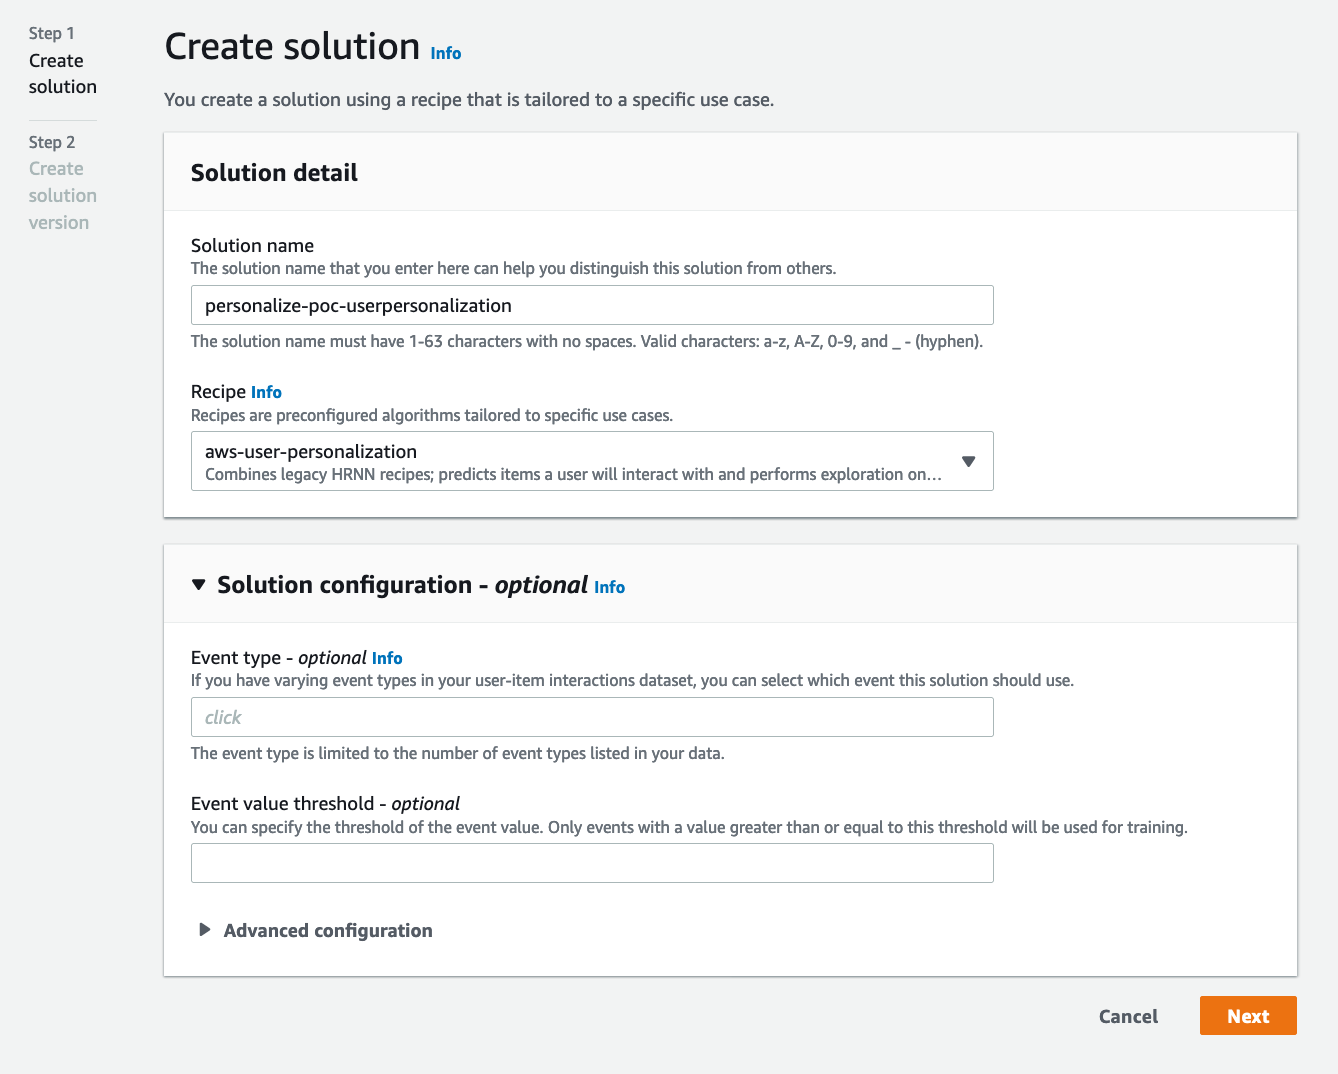 Step 1
Create
solution
Step 2
Create
solution
version
Create solution Info
You create a solution using a recipe that is tailored to a specific use case.
Solution detail
Solution name
The solution name that you enter here can help you distinguish this solution from others.
personalize-poc-userpersonalization
The solution name must have 1-63 characters with no spaces. Valid characters: a-z, A-Z, 0-9, and _ - (hyphen).
Recipe Info
Recipes are preconfigured algorithms tailored to specific use cases.
aws-user-personalization
Combines legacy HRNN recipes; predicts items a user will interact with and performs exploration on...
Solution configuration - optional Info
Event type - optional Info
If you have varying event types in your user-item interactions dataset, you can select which event this solution should use.
click
The event type is limited to the number of event types listed in your data.
Event value threshold - optional
You can specify the threshold of the event value. Only events with a value greater than or equal to this threshold will be used for training.
Advanced configuration
Cancel
Next